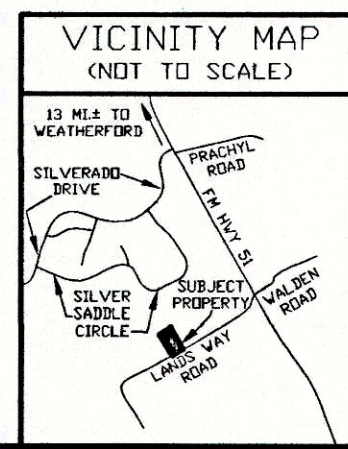 VICINITY MAP
(NOT TO SCALE)
13 MI.± TO
WEATHERFORD
PRACHYL
ROAD
SILVERADO
DRIVE
FM HWY 51
SILVER
SADDLE
CIRCLE
SUBJECT
PROPERTY
WALDEN
ROAD
LANDS WAY
ROAD